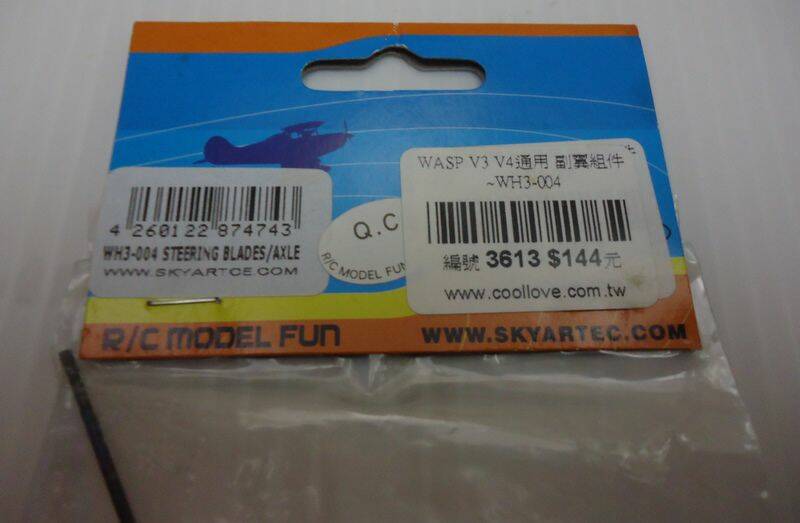 WASP V3 V4通用 副翼組件
~WH3-004
編號 3613 $144元
www.coollove.com.tw
4 260122 874743
WH3-004 STEERING BLADES/AXLE
WWW.SKYARTCE.COM
Q.C
R/C MODEL FUN
R/C MODEL FUN
WWW.SKYARTEC.COM